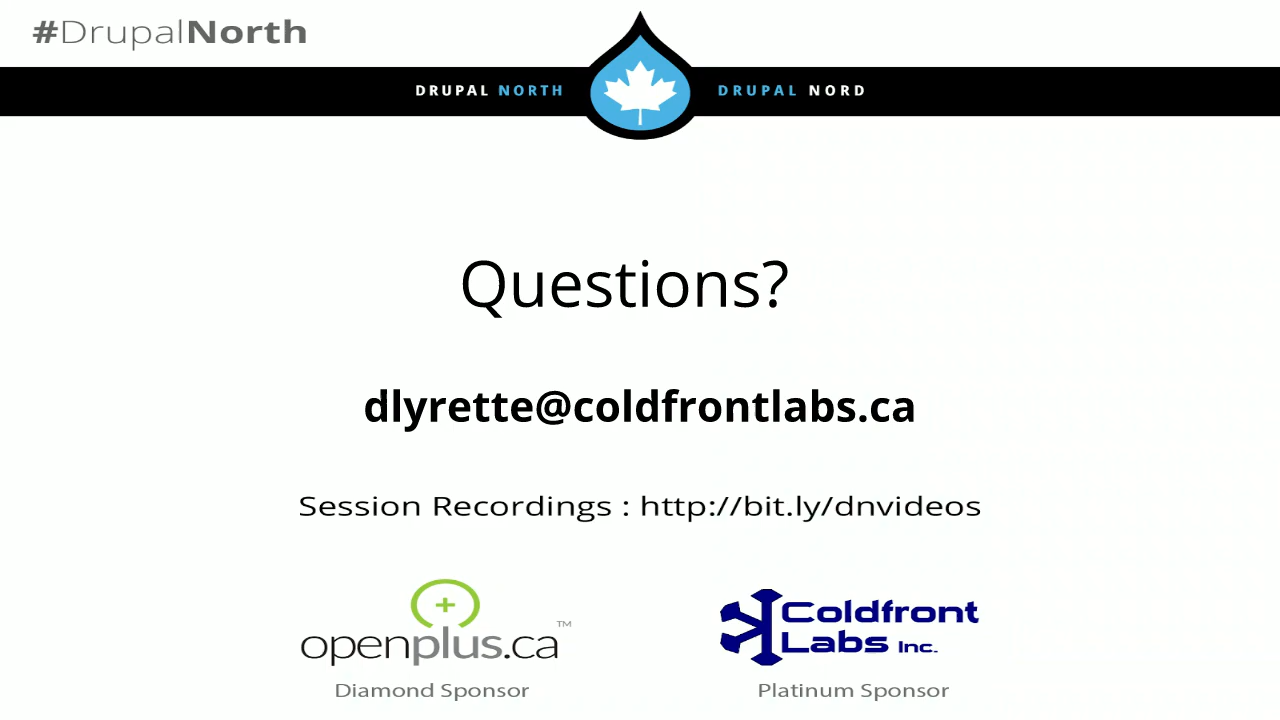 #DrupalNorth
DRUPAL NORTH DRUPAL NORD
Questions?
dlyrette@coldfrontlabs.ca
Session Recordings : http://bit.ly/dnvideos
openplus.ca™
Diamond Sponsor
Coldfront
Labs Inc.
Platinum Sponsor